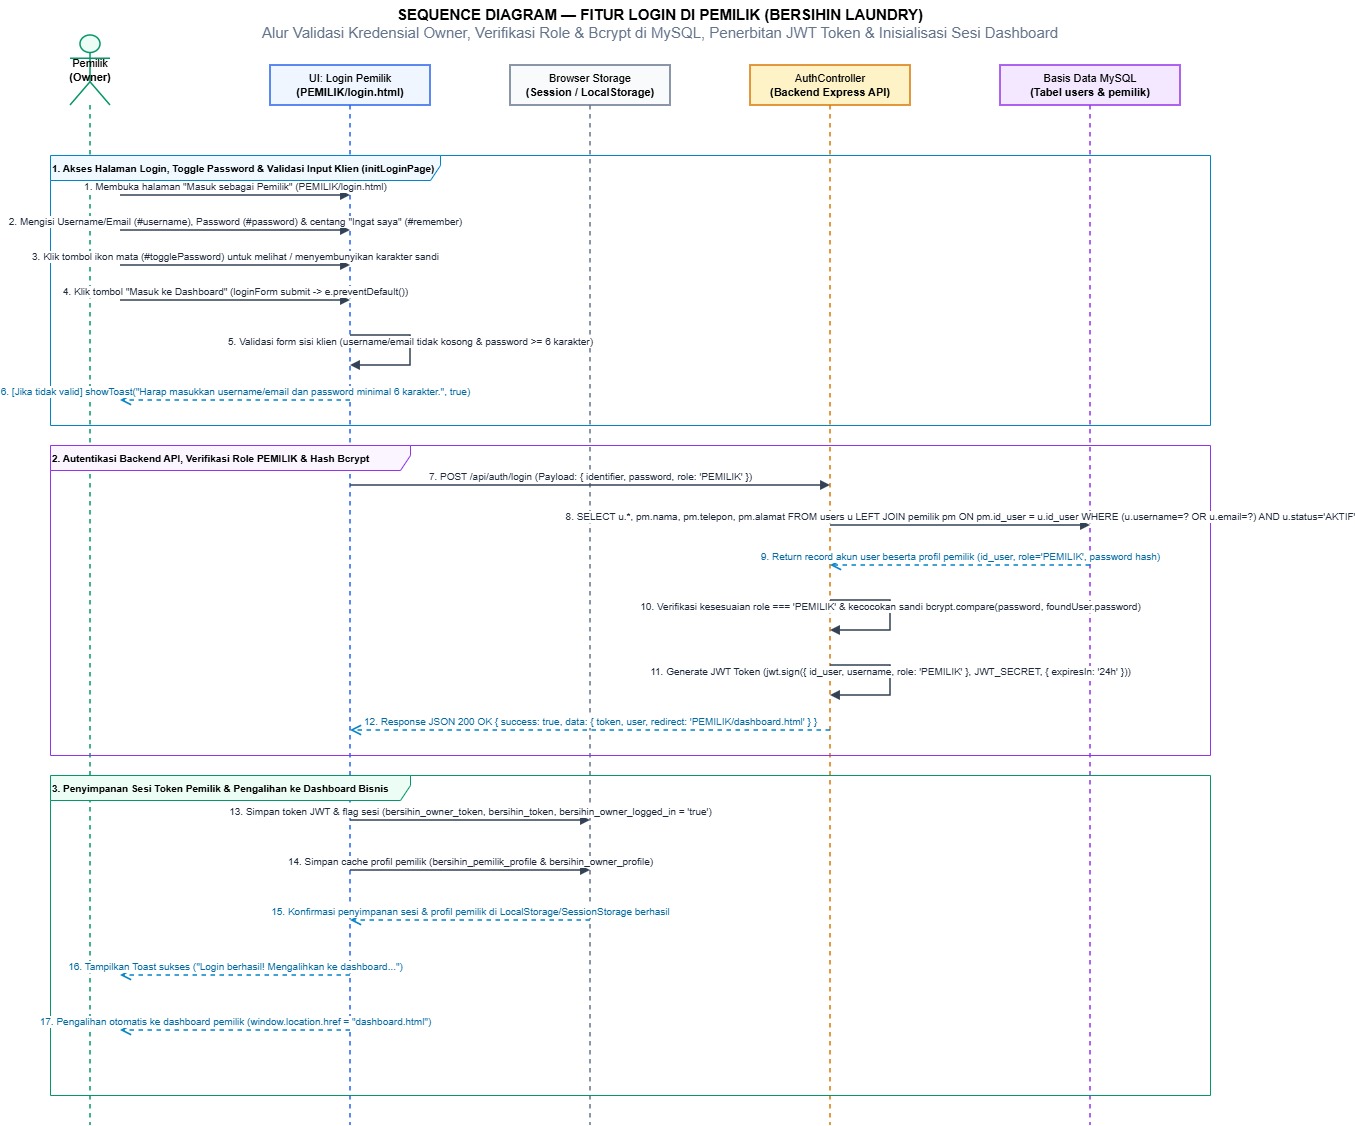 SEQUENCE DIAGRAM — FITUR LOGIN DI PEMILIK (BERSIHIN LAUNDRY)
Alur Validasi Kredensial Owner, Verifikasi Role & Bcrypt di MySQL, Penerbitan JWT Token & Inisialisasi Sesi Dashboard
Pemilik
(Owner)
UI: Login Pemilik
(PEMILIK/login.html)
Browser Storage
(Session / LocalStorage)
AuthController
(Backend Express API)
Basis Data MySQL
(Tabel users & pemilik)
1. Akses Halaman Login, Toggle Password & Validasi Input Klien (initLoginPage)
1. Membuka halaman "Masuk sebagai Pemilik" (PEMILIK/login.html)
2. Mengisi Username/Email (#username), Password (#password) & centang "Ingat saya" (#remember)
3. Klik tombol ikon mata (#togglePassword) untuk melihat / menyembunyikan karakter sandi
4. Klik tombol "Masuk ke Dashboard" (loginForm submit -> e.preventDefault())
5. Validasi form sisi klien (username/email tidak kosong & password >= 6 karakter)
6. [Jika tidak valid] showToast("Harap masukkan username/email dan password minimal 6 karakter.", true)
2. Autentikasi Backend API, Verifikasi Role PEMILIK & Hash Bcrypt
7. POST /api/auth/login (Payload: { identifier, password, role: 'PEMILIK' })
8. SELECT u.*, pm.nama, pm.telepon, pm.alamat FROM users u LEFT JOIN pemilik pm ON pm.id_user = u.id_user WHERE (u.username=? OR u.email=?) AND u.status='AKTIF'
9. Return record akun user beserta profil pemilik (id_user, role='PEMILIK', password hash)
10. Verifikasi kesesuaian role === 'PEMILIK' & kecocokan sandi bcrypt.compare(password, foundUser.password)
11. Generate JWT Token (jwt.sign({ id_user, username, role: 'PEMILIK' }, JWT_SECRET, { expiresIn: '24h' }))
12. Response JSON 200 OK { success: true, data: { token, user, redirect: 'PEMILIK/dashboard.html' } }
3. Penyimpanan Sesi Token Pemilik & Pengalihan ke Dashboard Bisnis
13. Simpan token JWT & flag sesi (bersihin_owner_token, bersihin_token, bersihin_owner_logged_in = 'true')
14. Simpan cache profil pemilik (bersihin_pemilik_profile & bersihin_owner_profile)
15. Konfirmasi penyimpanan sesi & profil pemilik di LocalStorage/SessionStorage berhasil
16. Tampilkan Toast sukses ("Login berhasil! Mengalihkan ke dashboard...")
17. Pengalihan otomatis ke dashboard pemilik (window.location.href = "dashboard.html")